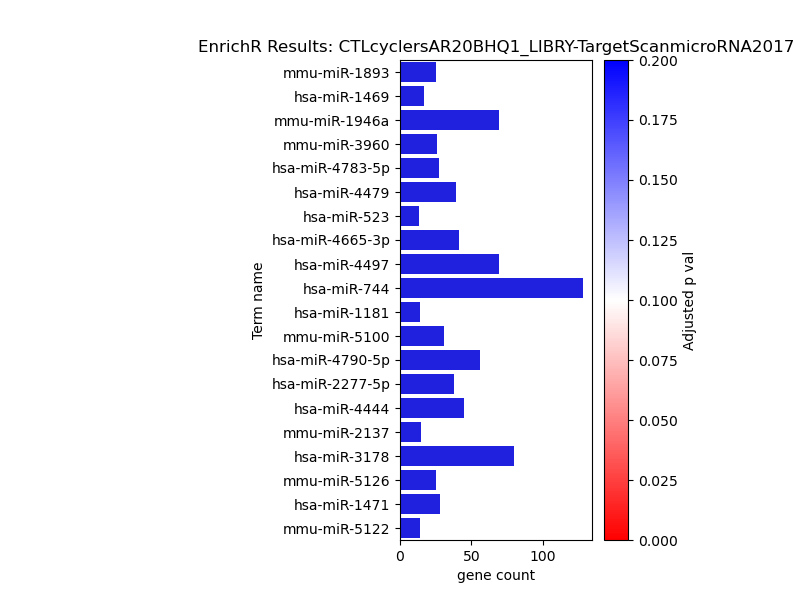 EnrichR Results: CTLcyclersAR20BHQ1_LIBRY-TargetScanmicroRNA2017
mmu-miR-1893
hsa-miR-1469
mmu-miR-1946a
mmu-miR-3960
hsa-miR-4783-5p
hsa-miR-4479
hsa-miR-523
hsa-miR-4665-3p
hsa-miR-4497
hsa-miR-744
hsa-miR-1181
mmu-miR-5100
hsa-miR-4790-5p
hsa-miR-2277-5p
hsa-miR-4444
mmu-miR-2137
hsa-miR-3178
mmu-miR-5126
hsa-miR-1471
mmu-miR-5122
Term name
0 50 100
gene count
0.200
0.175
0.150
0.125
0.100
0.075
0.050
0.025
0.000
Adjusted p val